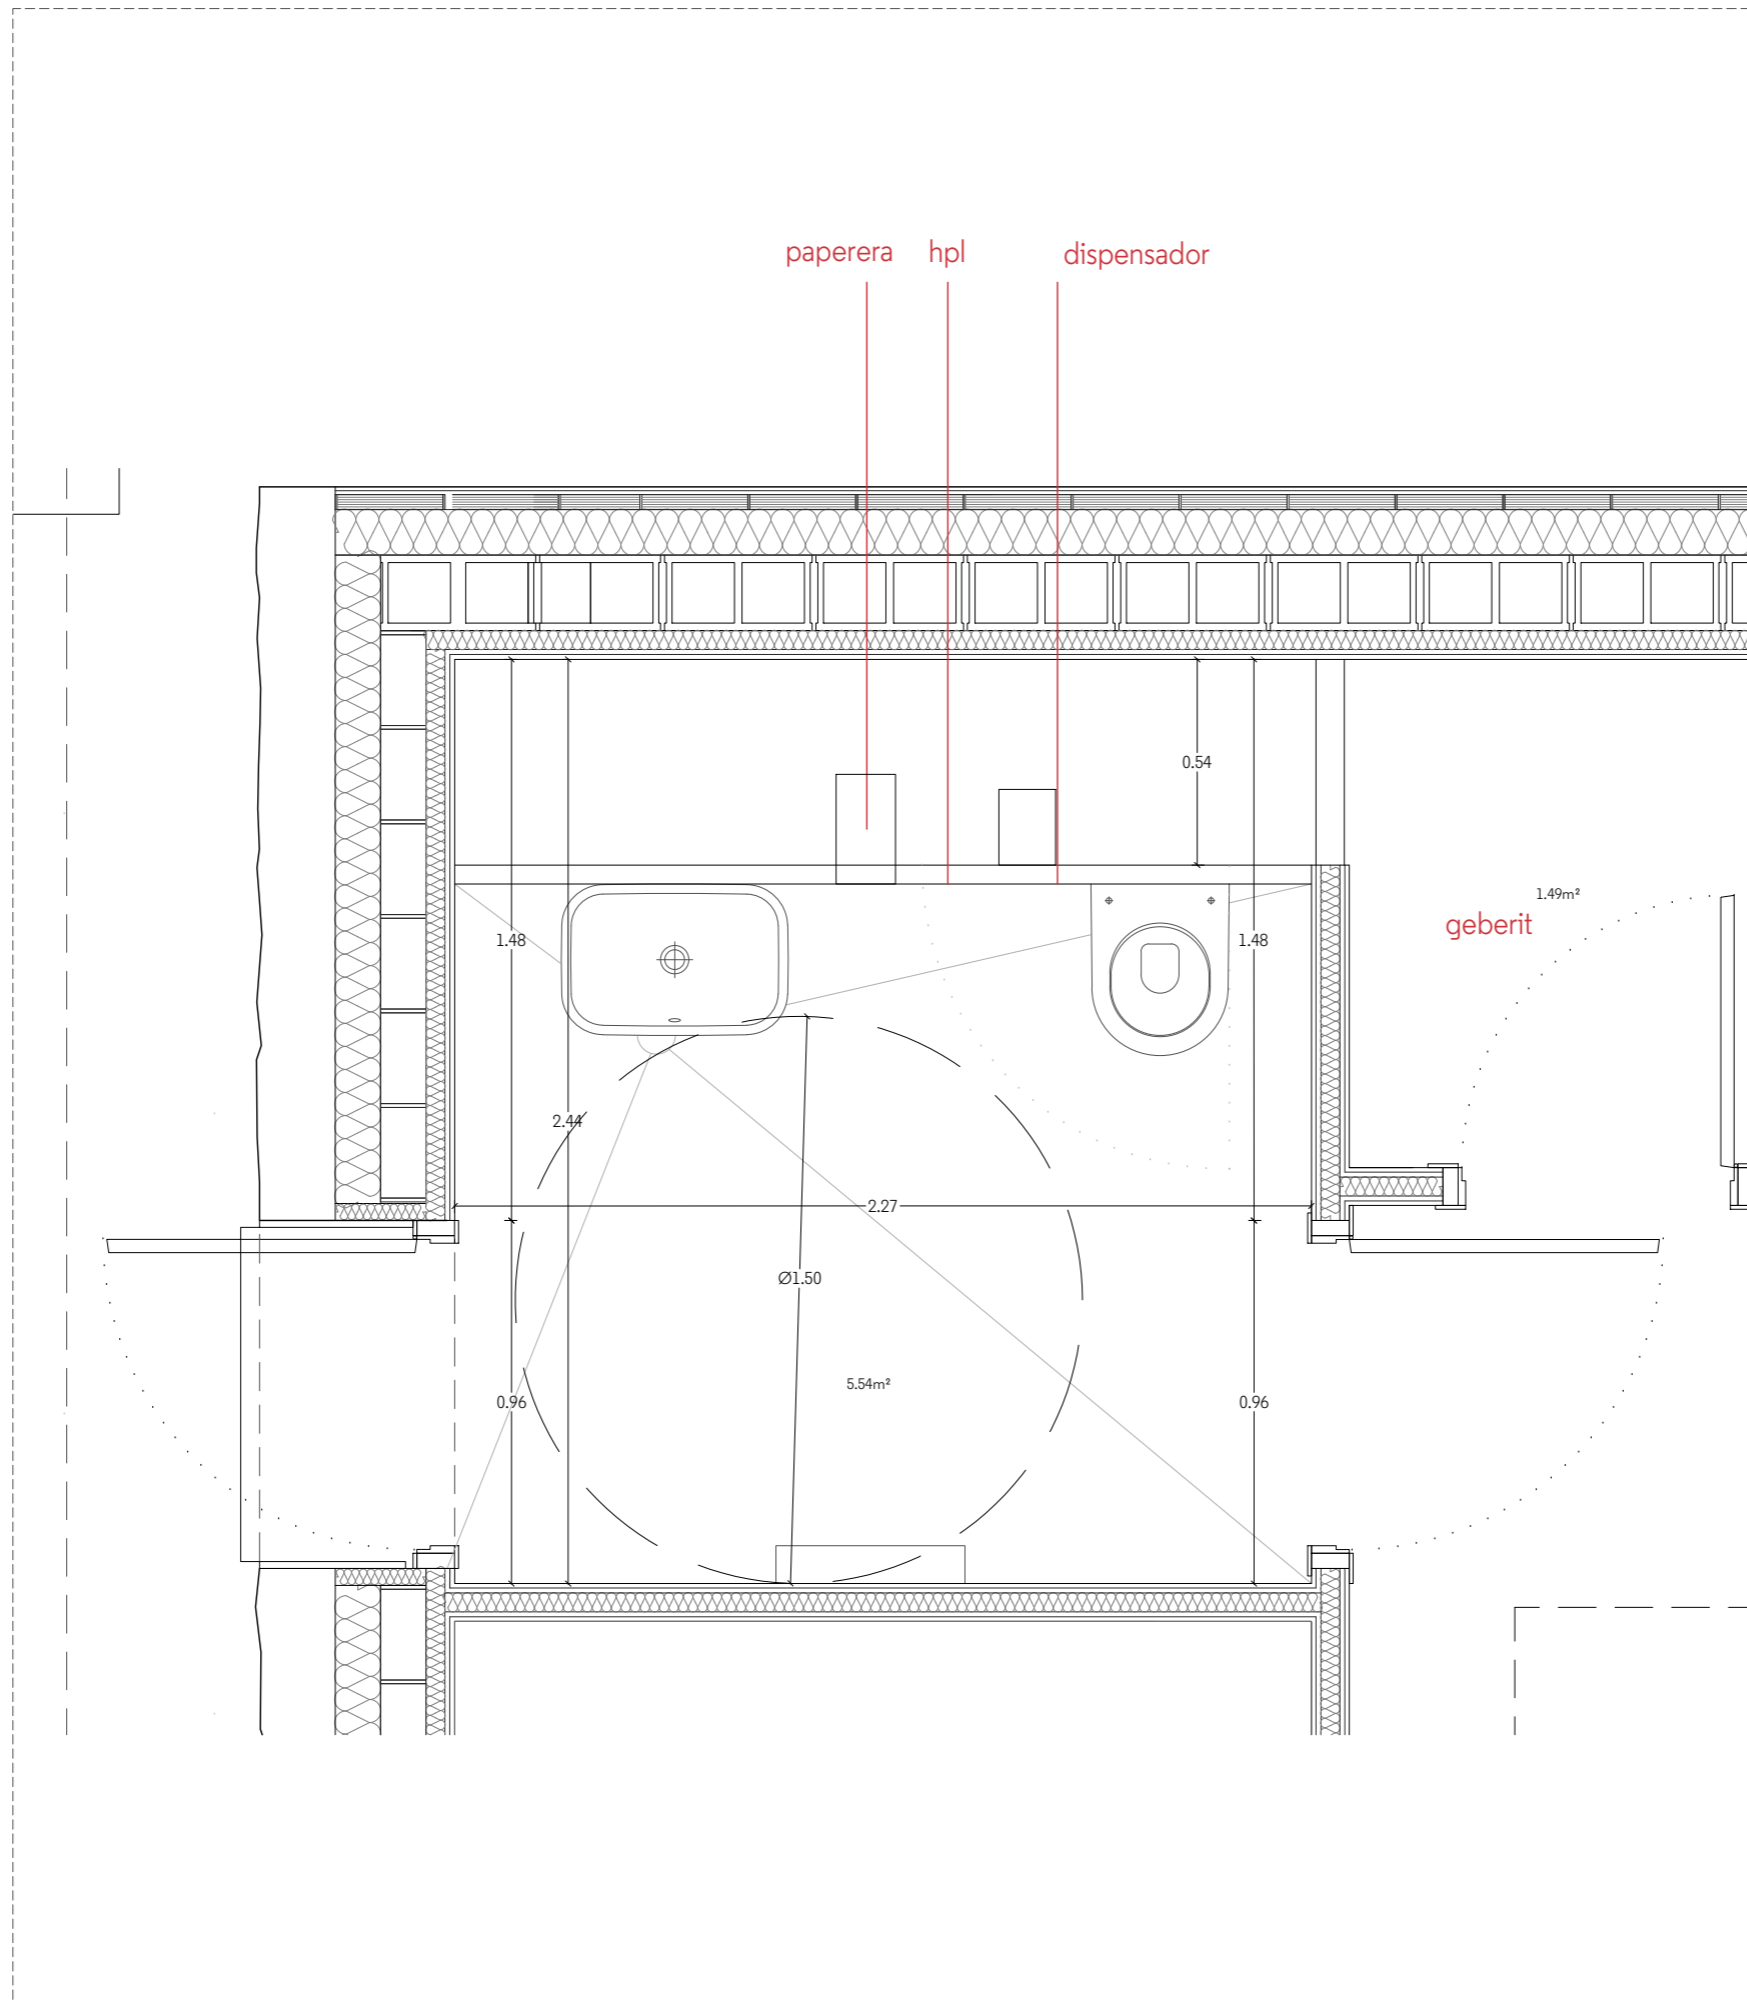 paperera hpl dispensador
0.54
1.49m²
geberit
1.48 1.48
2.44
2.27
Ø1.50
5.54m²
0.96 0.96